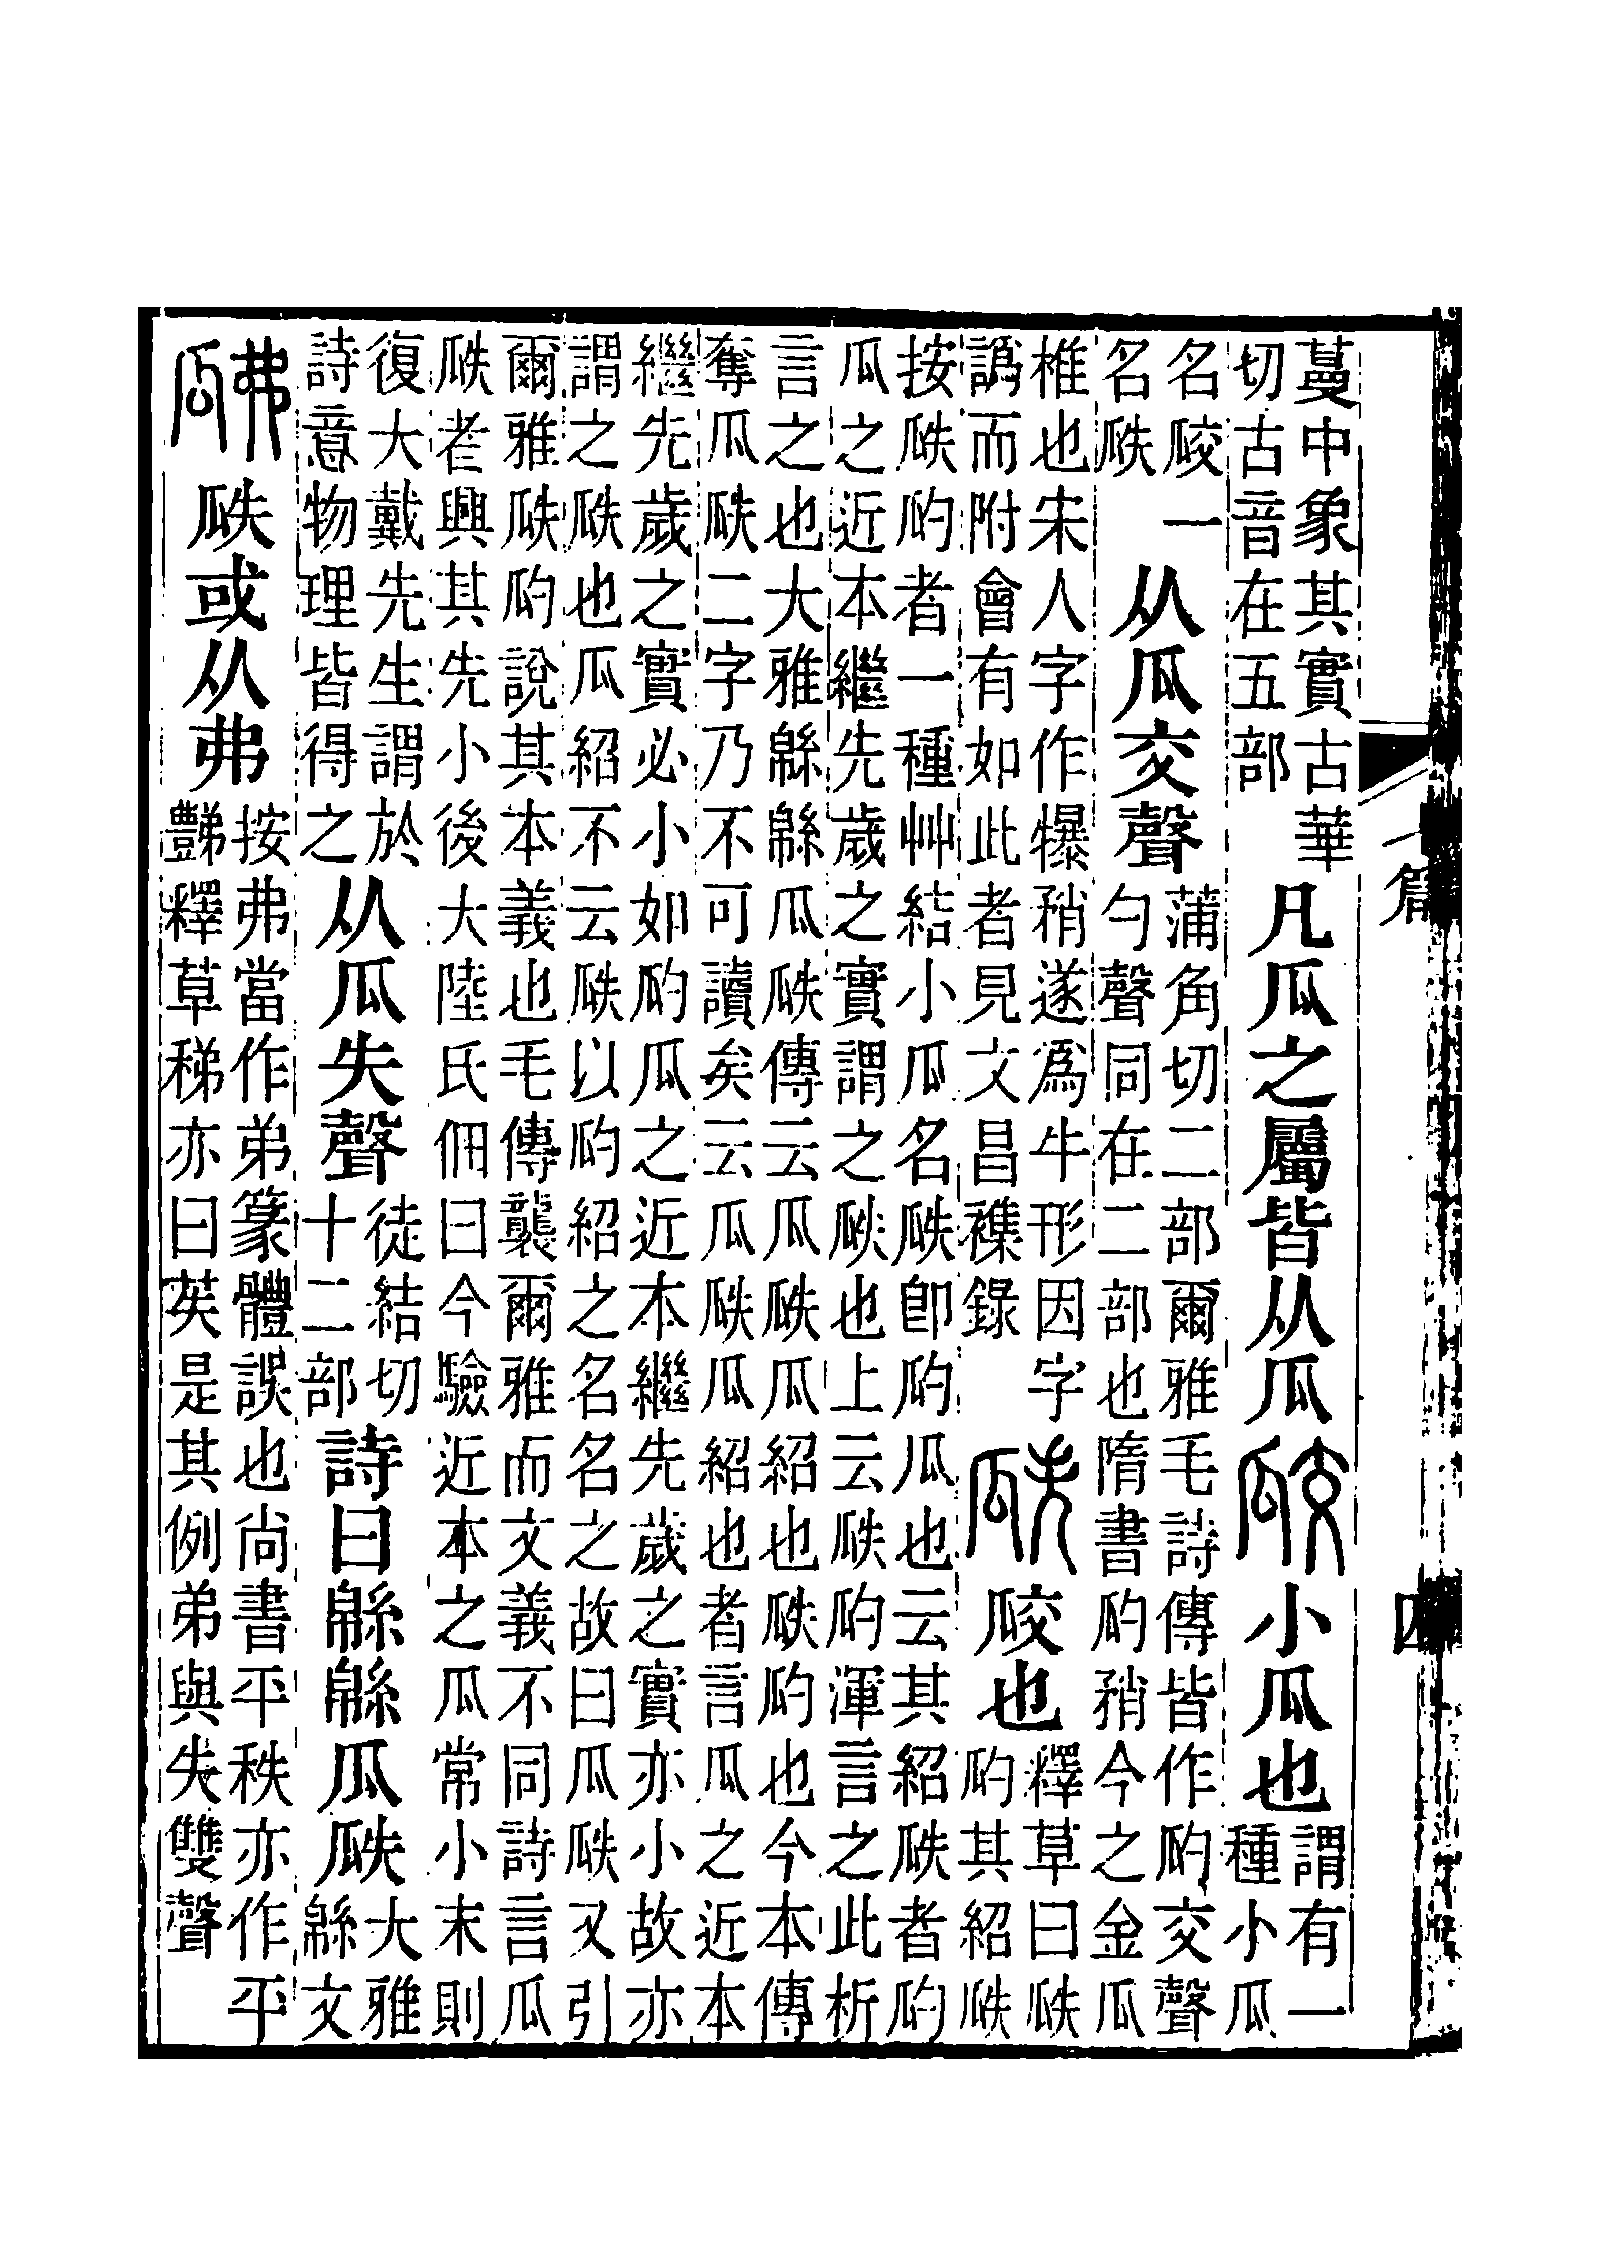 蔓中象其實古華
切古音在五部
凡瓜之屬皆从瓜
㼎
小瓜也
謂有一
種小瓜
名㼎一
名瓞
从瓜交聲
蒲角切二部爾雅毛詩傳皆作瓝交聲
勺聲同在二部也隋書瓝矟今之金瓜
椎也宋人字作犦矟遂爲牛形因字
譌而附會有如此者見文昌襍錄
瓞
㼎也
釋草曰瓞
瓝其紹瓞
按瓞瓝者一種艸結小瓜名瓞卽瓝瓜也云其紹瓞者瓝
瓜之近本繼先歲之實謂之瓞也上云瓞瓝渾言之此析
言之也大雅緜緜瓜瓞傳云瓜瓞瓜紹也瓞瓝也今本傳
奪瓜瓞二字乃不可讀矣云瓜瓞瓜紹也者言瓜之近本
繼先歲之實必小如瓝瓜之近本繼先歲之實亦小故亦
謂之瓞也瓜紹不云瓞以瓝紹之名名之故曰瓜瓞又引
爾雅瓞瓝說其本義也毛傳襲爾雅而文義不同詩言瓜
瓞者興其先小後大陸氏佃曰今驗近本之瓜常小末則
復大戴先生謂於
詩意物理皆得之
从瓜失聲
徒結切
十二部
詩曰緜緜瓜瓞
大雅
緜文
瓞或从弗
按弗當作弟篆體誤也尚書平秩亦作平
豑釋草稊亦曰苵是其例弟與失雙聲
篇
四